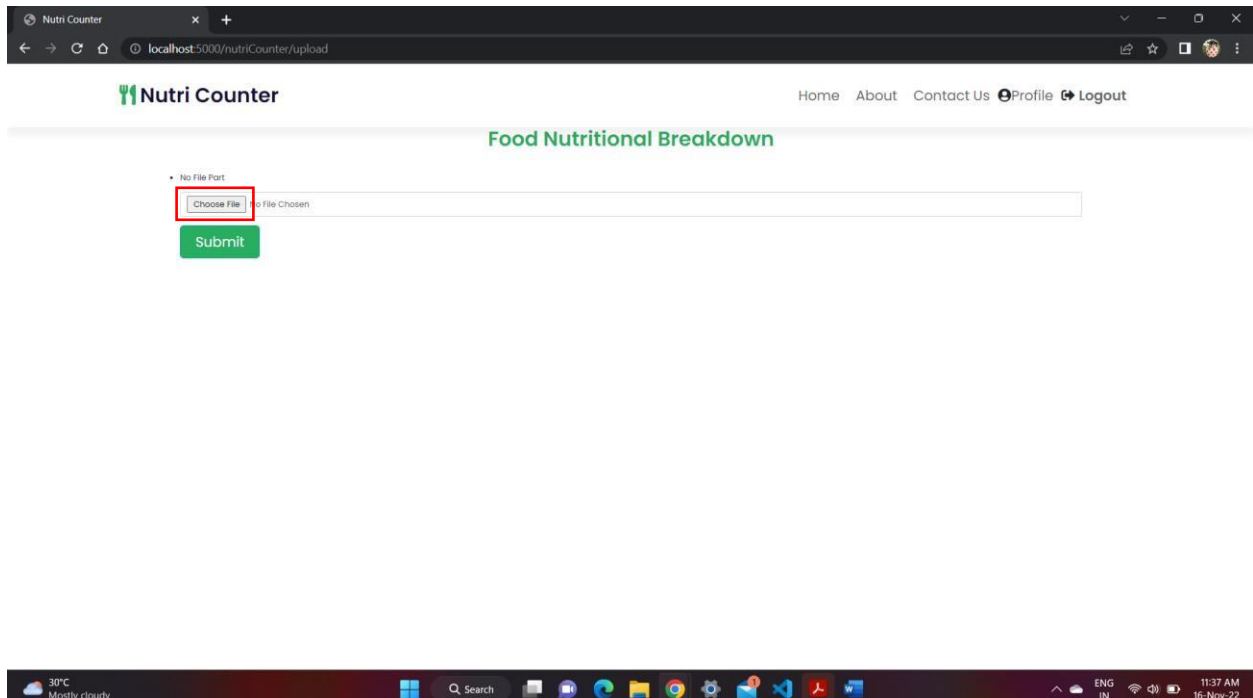 Nutri Counter
localhost:5000/nutriCounter/upload
Nutri Counter
Home About Contact Us Profile Logout
Food Nutritional Breakdown
• No File Part
Choose File No File Chosen
Submit
30°C
Mostly cloudy
Search
ENG
IN
11:37 AM
16-Nov-22